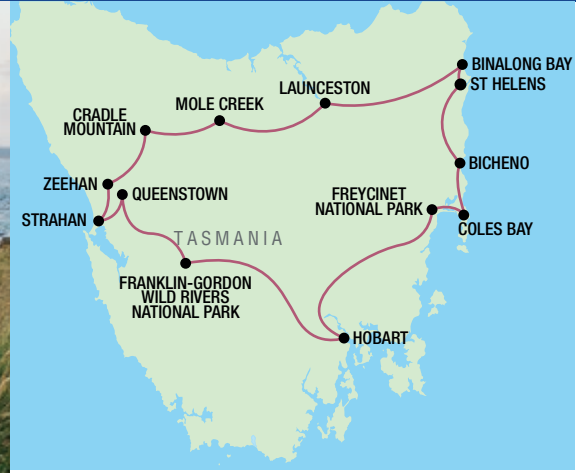 BINALONG BAY
ST HELENS
LAUNCESTON
MOLE CREEK
CRADLE
MOUNTAIN
BICHENO
ZEEHAN
QUEENSTOWN
FREYCINET
NATIONAL PARK
STRAHAN
COLES BAY
TASMANIA
FRANKLIN-GORDON
WILD RIVERS
NATIONAL PARK
HOBART